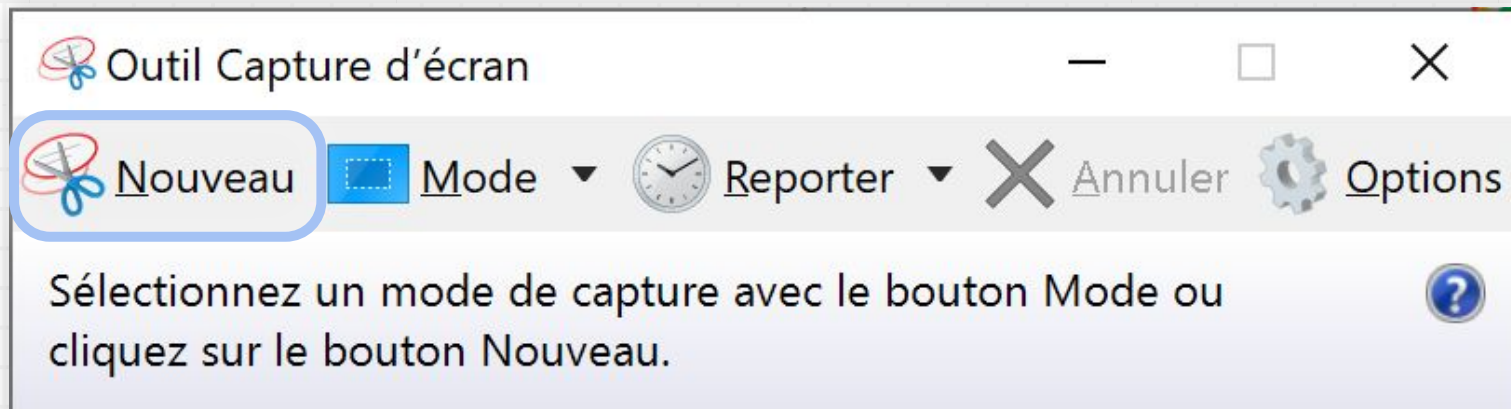 Outil Capture d’écran
Nouveau Mode Reporter Annuler Options
Sélectionnez un mode de capture avec le bouton Mode ou
cliquez sur le bouton Nouveau.